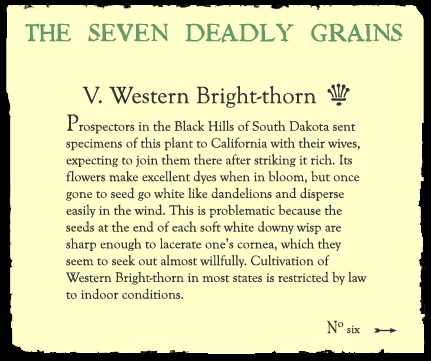 THE SEVEN DEADLY GRAINS
V. Western Bright-thorn
Prospectors in the Black Hills of South Dakota sent
specimens of this plant to California with their wives,
expecting to join them there after striking it rich. Its
flowers make excellent dyes when in bloom, but once
gone to seed go white like dandelions and disperse
easily in the wind. This is problematic because the
seeds at the end of each soft white downy wisp are
sharp enough to lacerate one's cornea, which they
seem to seek out almost willfully. Cultivation of
Western Bright-thorn in most states is restricted by law
to indoor conditions.
Nº six